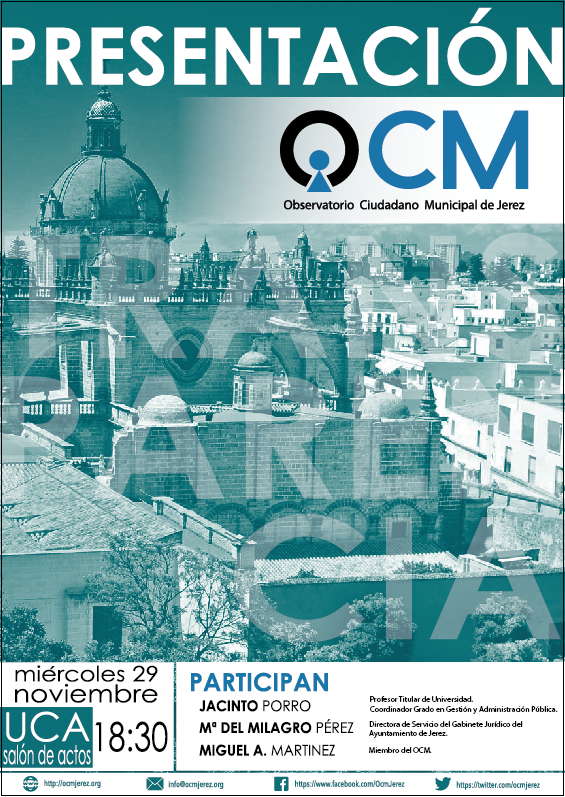 PRESENTACIÓN
OCM
Observatorio Ciudadano Municipal de Jerez
TRANS
PAREN
CIA
miércoles 29
noviembre
UCA
salón de actos
18:30
PARTICIPAN
JACINTO PORRO
Profesor Titular de Universidad.
Coordinador Grado en Gestión y Administración Pública.
Mª DEL MILAGRO PÉREZ
Directora de Servicio del Gabinete Jurídico del
Ayuntamiento de Jerez.
MIGUEL A. MARTINEZ
Miembro del OCM.
http://ocmjerez.org
info@ocmjerez.org
https://www.facebook.com/OcmJerez
https://twitter.com/ocmjerez